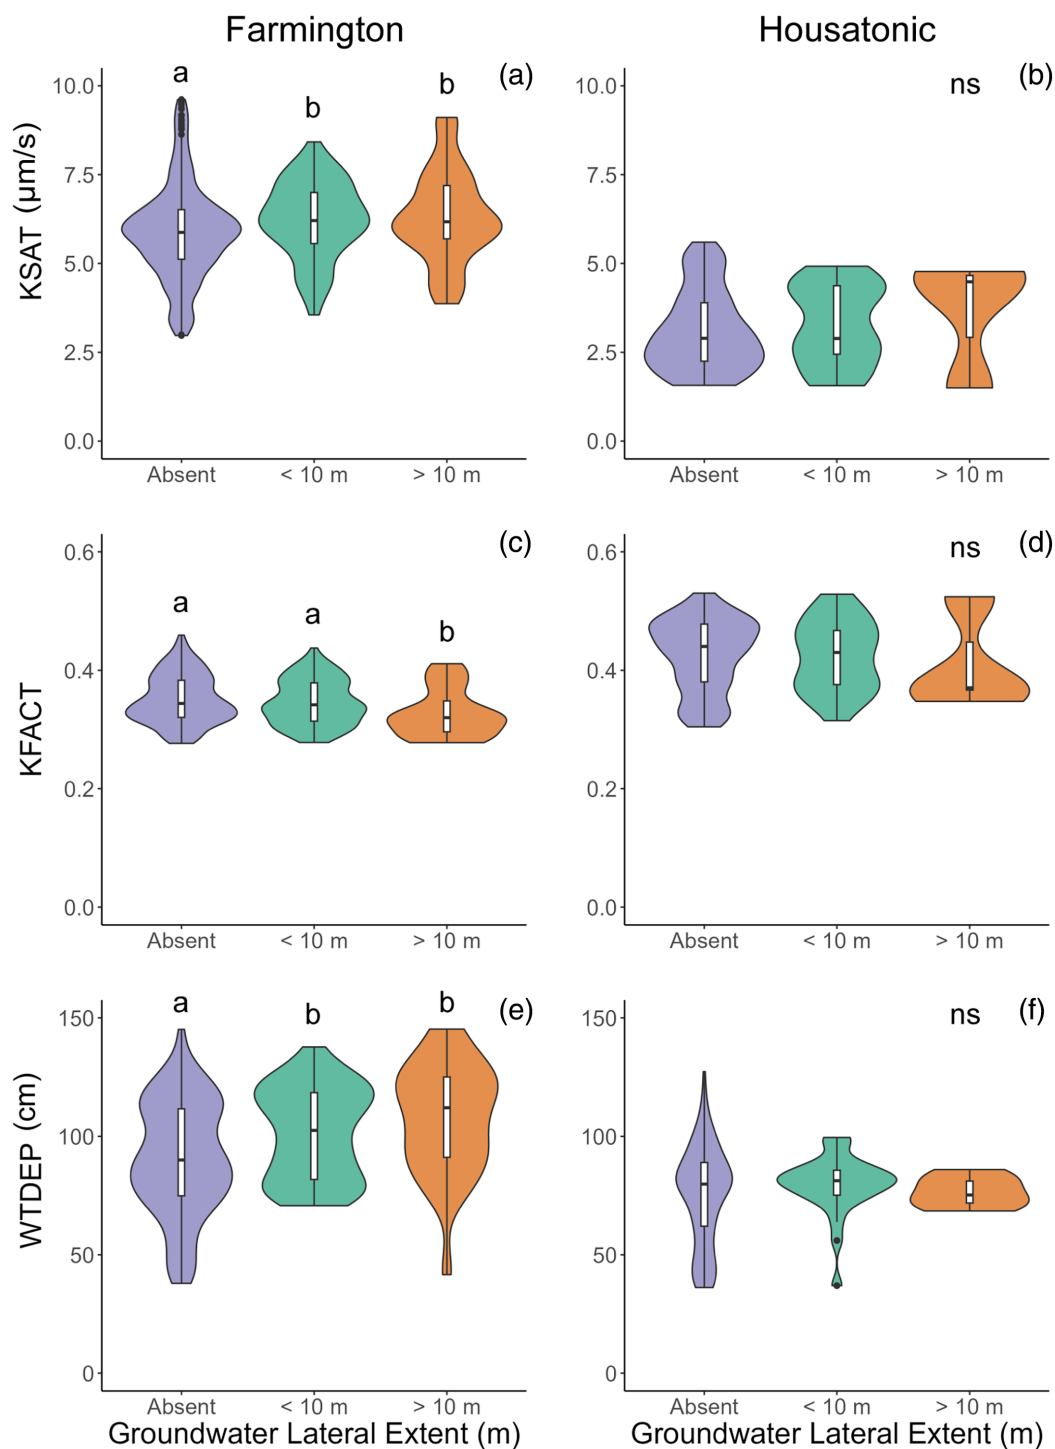 Farmington
Housatonic
a
b
b
(a)
ns
(b)
KSAT (μm/s)
10.0
7.5
5.0
2.5
0.0
10.0
7.5
5.0
2.5
0.0
Absent
< 10 m
> 10 m
Absent
< 10 m
> 10 m
a
a
b
(c)
ns
(d)
KFACT
0.6
0.4
0.2
0.0
0.6
0.4
0.2
0.0
Absent
< 10 m
> 10 m
Absent
< 10 m
> 10 m
a
b
b
(e)
ns
(f)
WTDEP (cm)
150
100
50
0
150
100
50
0
Absent
< 10 m
> 10 m
Absent
< 10 m
> 10 m
Groundwater Lateral Extent (m)
Groundwater Lateral Extent (m)